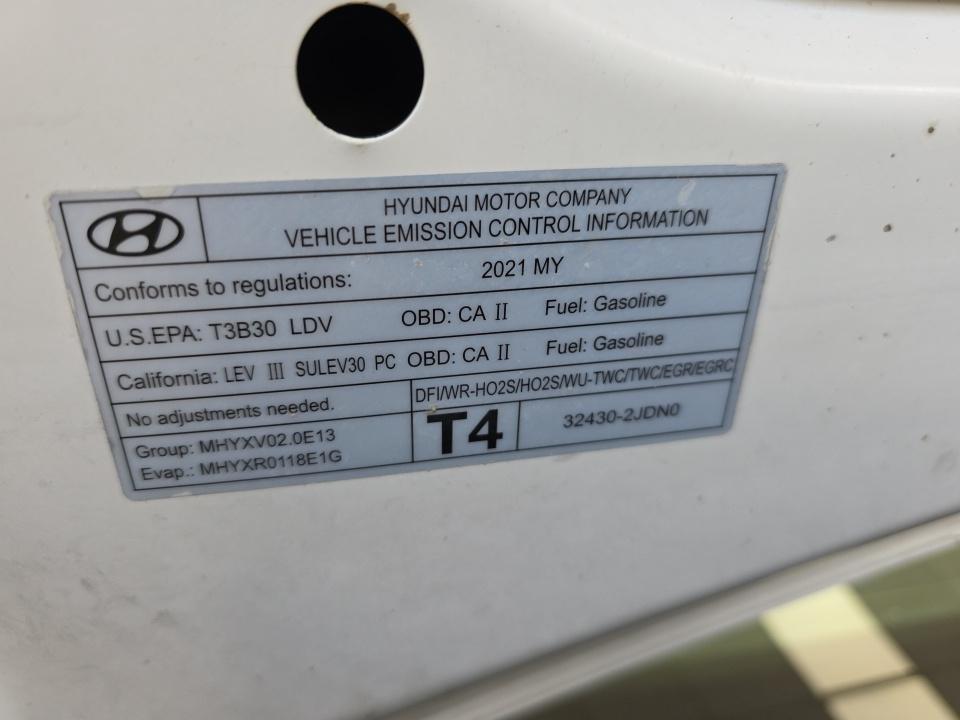 HYUNDAI MOTOR COMPANY
VEHICLE EMISSION CONTROL INFORMATION
Conforms to regulations: 2021 MY
U.S.EPA: T3B30 LDV OBD: CA II Fuel: Gasoline
California: LEV III SULEV30 PC OBD: CA II Fuel: Gasoline
No adjustments needed.
DFI/WR-HO2S/HO2S/WU-TWC/TWC/EGR/EGRC
Group: MHYXV02.0E13
Evap.: MHYXR0118E1G
T4
32430-2JDN0